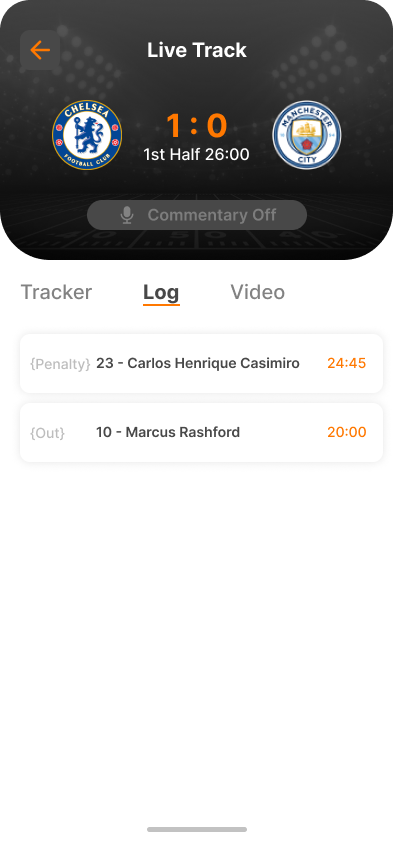 Live Track
CHELSEA
FOOTBALL CLUB
1 : 0
MANCHESTER
CITY
1st Half 26:00
Commentary Off
Tracker Log Video
{Penalty} 23 - Carlos Henrique Casimiro 24:45
{Out} 10 - Marcus Rashford 20:00